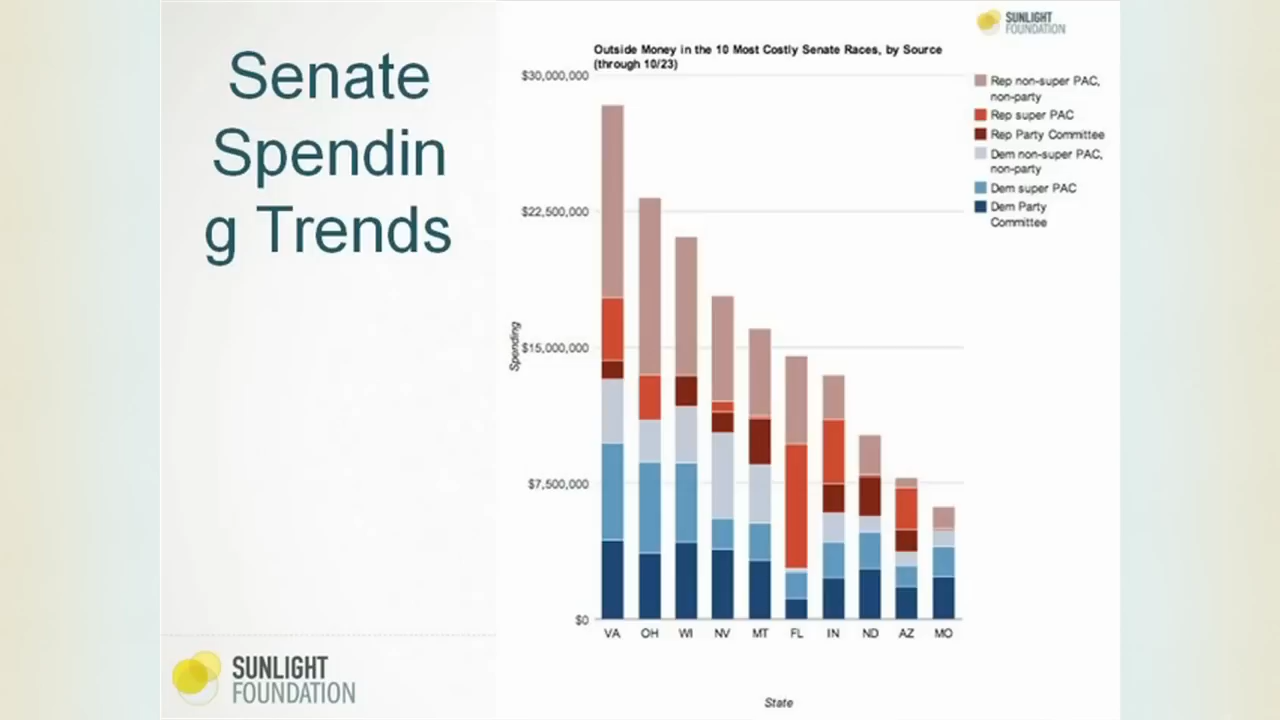 Senate
Spendin
g Trends
SUNLIGHT
FOUNDATION
Outside Money in the 10 Most Costly Senate Races, by Source
(through 10/23)
$30,000,000
$22,500,000
$15,000,000
$7,500,000
$0
Spending
VA OH WI NV MT FL IN ND AZ MO
State
Rep non-super PAC,
non-party
Rep super PAC
Rep Party Committee
Dem non-super PAC,
non-party
Dem super PAC
Dem Party
Committee
SUNLIGHT
FOUNDATION